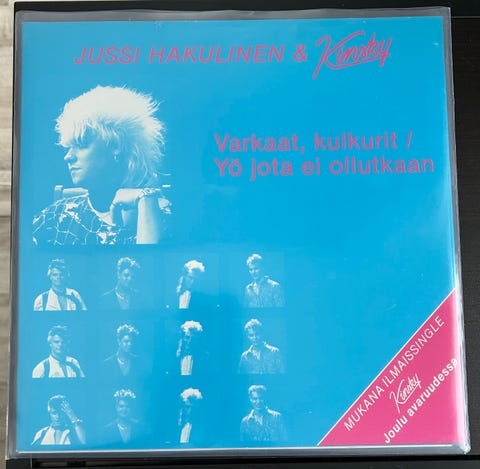 JUSSI HAKULINEN & Kinsky
Varkaat, kulkurit /
Yö jota ei ollutkaan
MUKANA ILMAISSINGLE
Kinsky
Joulu avaruudessa